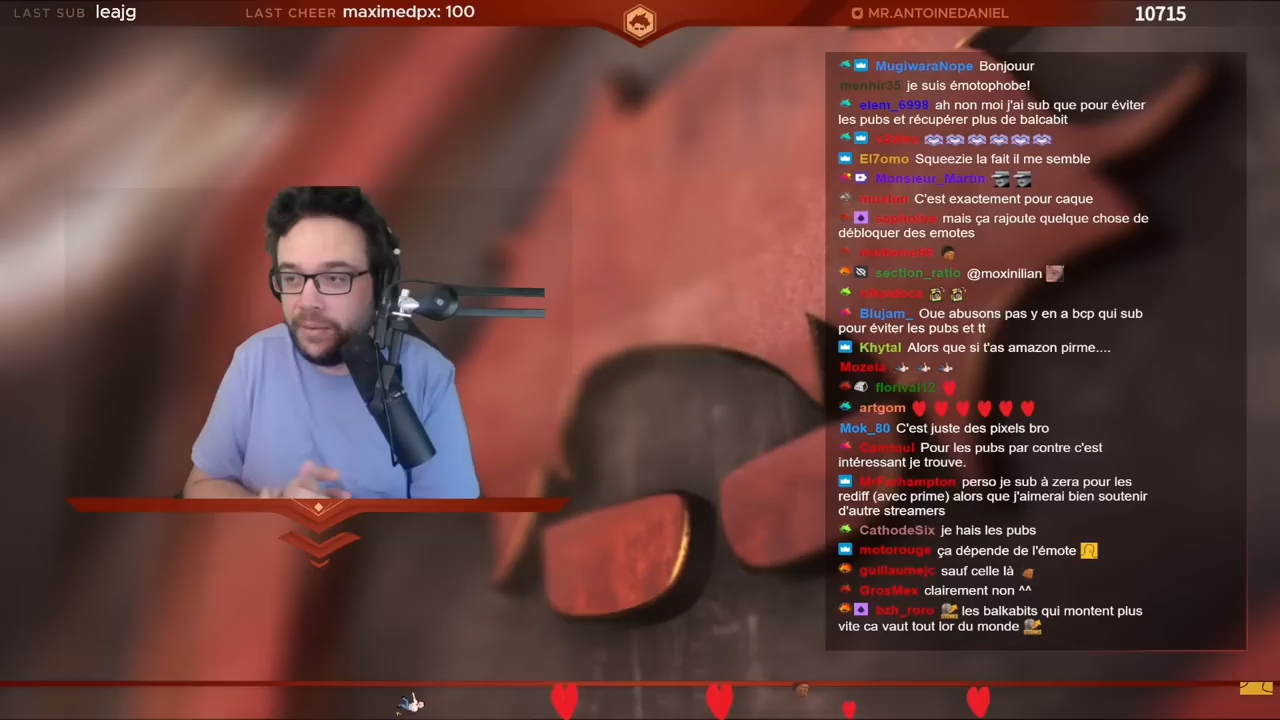 LAST SUB leajg
LAST CHEER maximedpx: 100
MR.ANTOINEDANIEL
10715
MugiwaraNope Bonjouur
menhir35 je suis émotophobe!
elem_6998 ah non moi j'ai sub que pour éviter
les pubs et récupérer plus de balcabit
El7omo Squeezie la fait il me semble
Monsieur_Martin
C'est exactement pour caque
saphotira mais ça rajoute quelque chose de
débloquer des emotes
section_ratio @moxinilian
Blujam_ Oue abusons pas y en a bcp qui sub
pour éviter les pubs et tt
Khytal Alors que si t'as amazon pirme....
Mozela
florival12
artgom
Mok_80 C'est juste des pixels bro
Pour les pubs par contre c'est
intéressant je trouve.
MrFarhampton perso je sub à zera pour les
rediff (avec prime) alors que j'aimerai bien soutenir
d'autre streamers
CathodeSix je hais les pubs
motorouge ça dépende de l'émote
guillaumejc sauf celle là
GrosMex clairement non ^^
bzh_roro les balkabits qui montent plus
vite ca vaut tout lor du monde